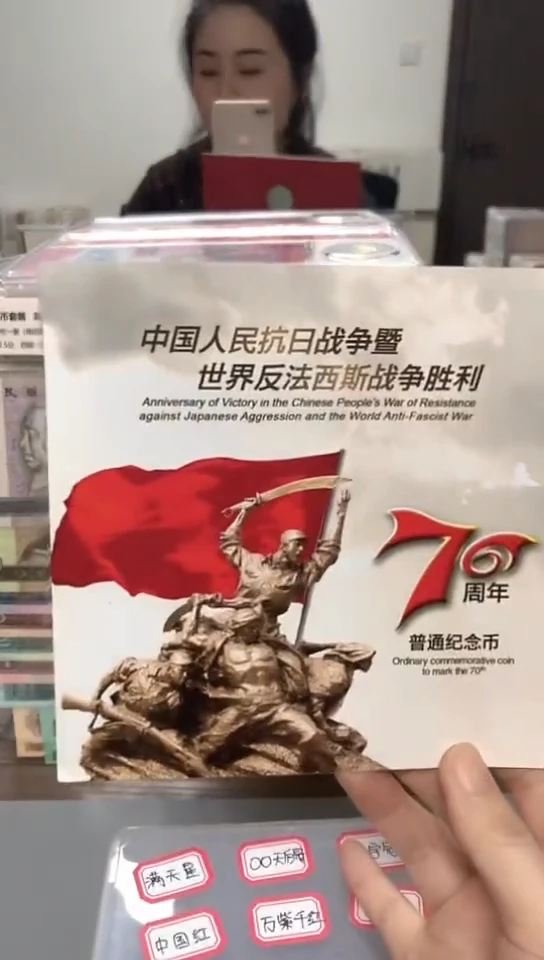 中国人民抗日战争暨
世界反法西斯战争胜利
Anniversary of Victory in the Chinese People's War of Resistance
against Japanese Aggression and the World Anti-Fascist War
70
周年
普通纪念币
Ordinary commemorative coin
to mark the 70th
币套装
满天星
中国红
万紫千红